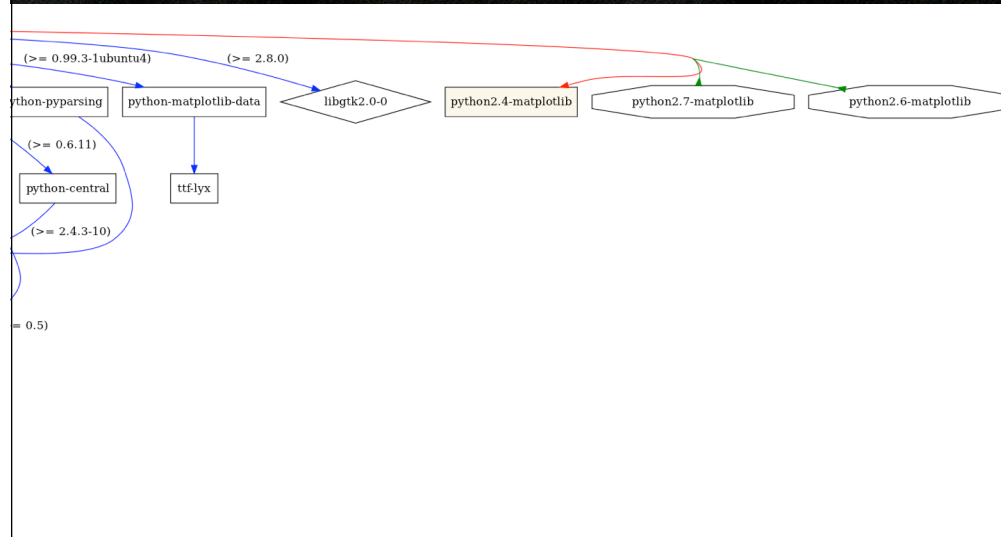 (>= 0.99.3-1ubuntu4)
(>= 2.8.0)
ython-pyparsing
python-matplotlib-data
libgtk2.0-0
python2.4-matplotlib
python2.7-matplotlib
python2.6-matplotlib
(>= 0.6.11)
python-central
ttf-lyx
(>= 2.4.3-10)
= 0.5)